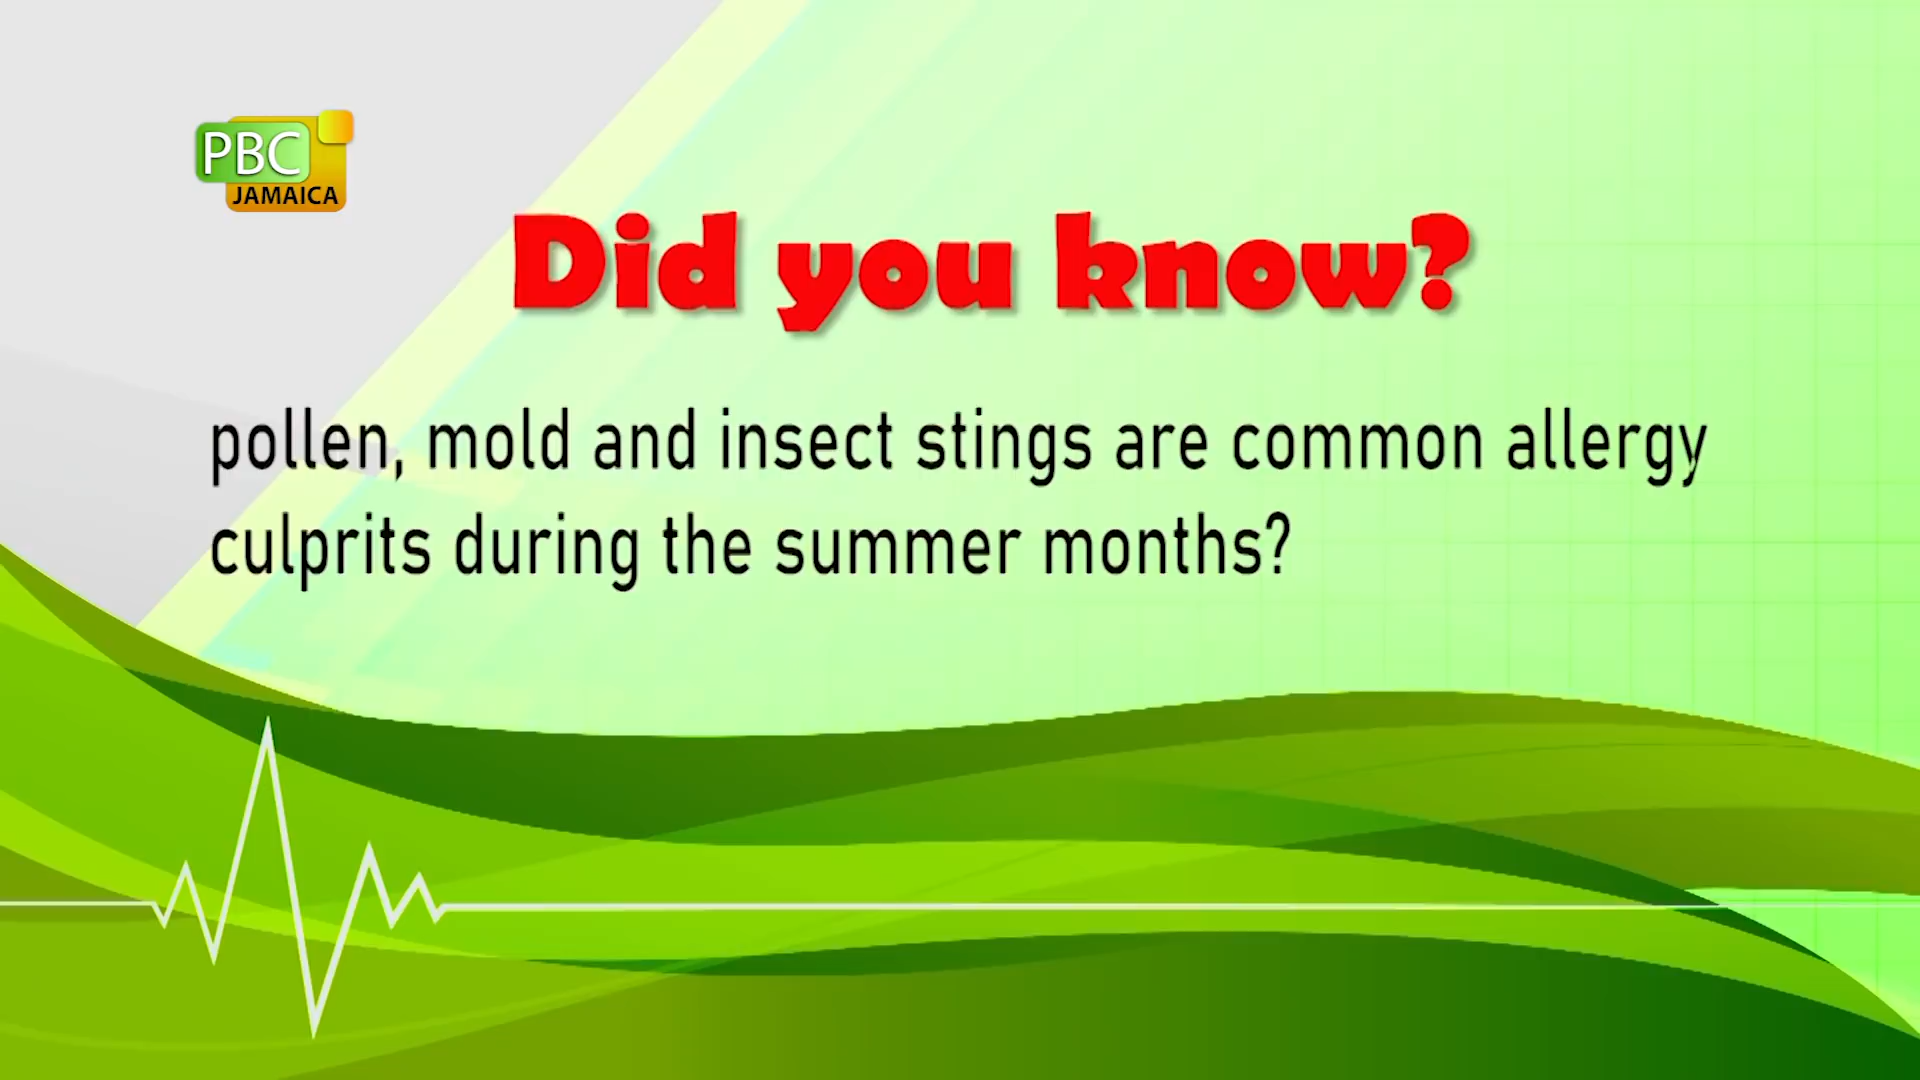 PBC
JAMAICA
Did you know?
pollen, mold and insect stings are common allergy
culprits during the summer months?